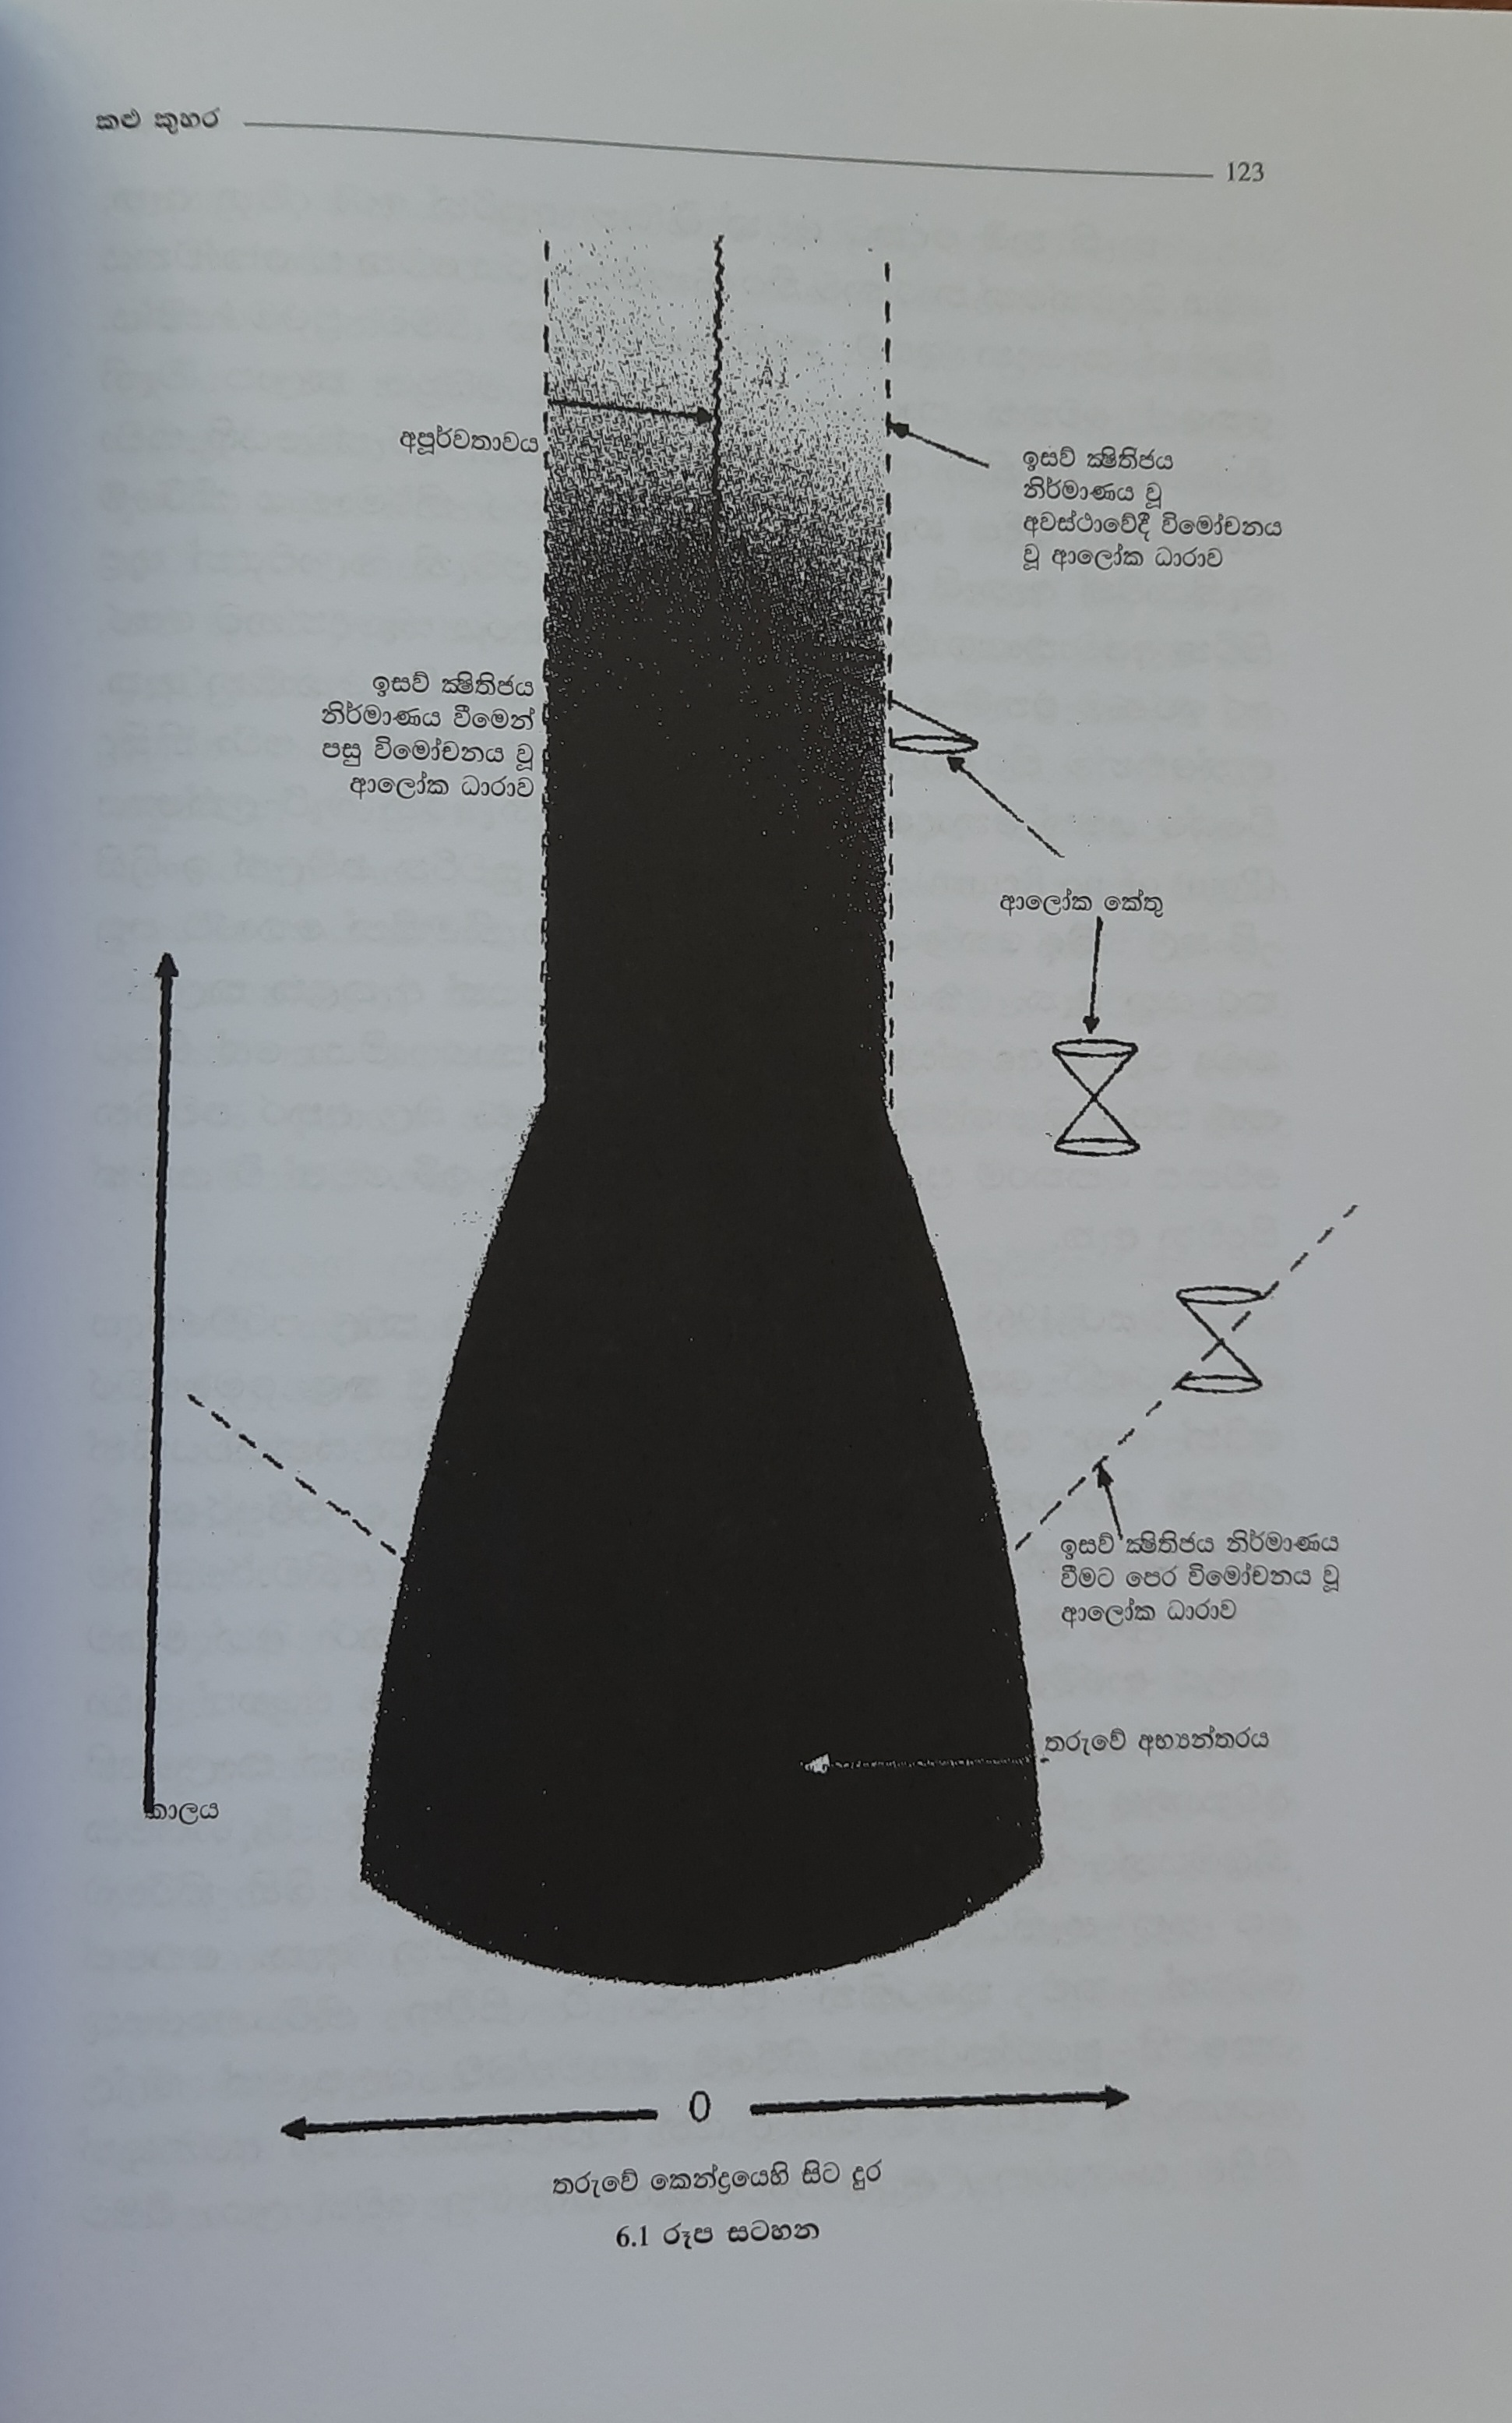 කළු කුහර
123
අපූර්වතාවය
ඉසව් ක්‍ෂිතිජය
නිර්මාණය වූ
අවස්ථාවේදී විමෝචනය
වූ ආලෝක ධාරාව
ඉසව් ක්‍ෂිතිජය
නිර්මාණය වීමෙන්
පසු විමෝචනය වූ
ආලෝක ධාරාව
ආලෝක කේතු
ඉසව් ක්‍ෂිතිජය නිර්මාණය
වීමට පෙර විමෝචනය වූ
ආලෝක ධාරාව
තරුවේ අභ්‍යන්තරය
කාලය
0
තරුවේ කෙන්ද්‍රයෙහි සිට දුර
6.1 රූප සටහන